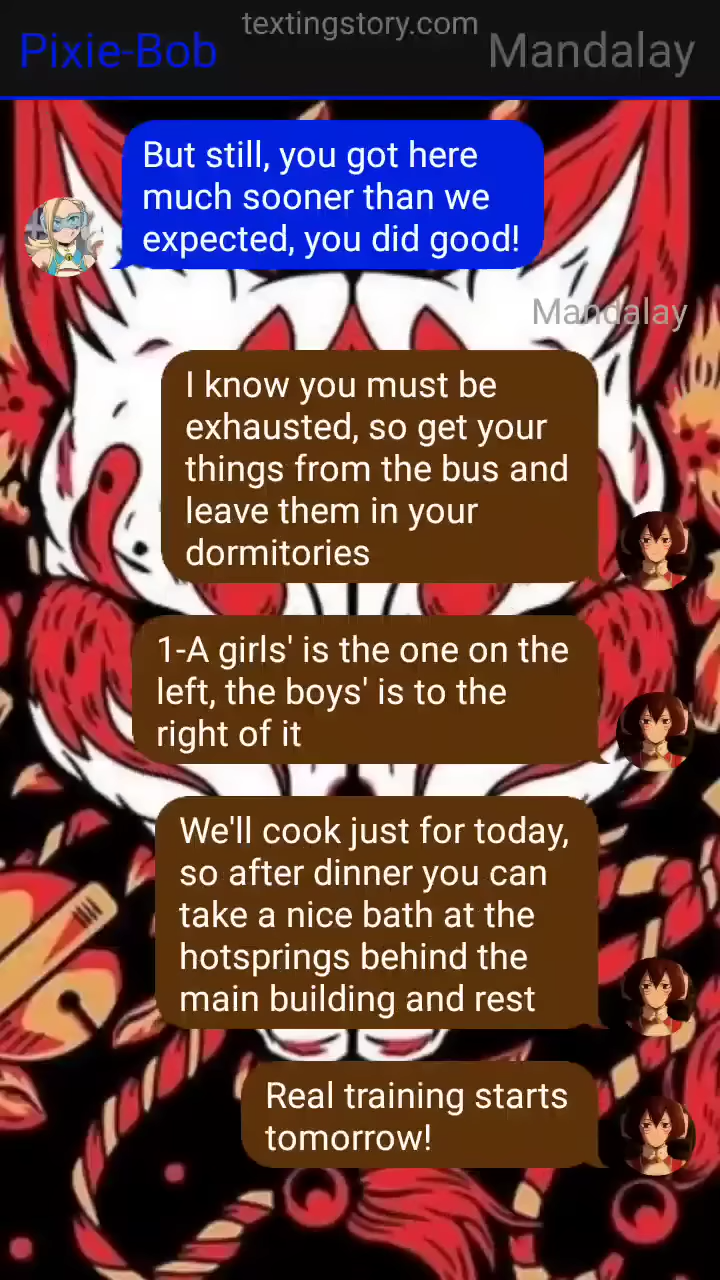 textingstory.com
Pixie-Bob
Mandalay
But still, you got here
much sooner than we
expected, you did good!
Mandalay
I know you must be
exhausted, so get your
things from the bus and
leave them in your
dormitories
1-A girls' is the one on the
left, the boys' is to the
right of it
We'll cook just for today,
so after dinner you can
take a nice bath at the
hotsprings behind the
main building and rest
Real training starts
tomorrow!